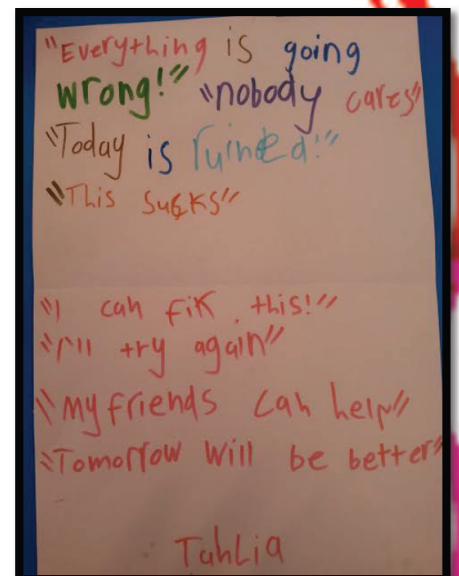 "Everything is going
wrong!" "nobody cares"
"Today is ruined!"
"This sucks"
"I can fix this!"
"I'll try again"
"My friends can help"
"Tomorrow will be better"
Tahlia